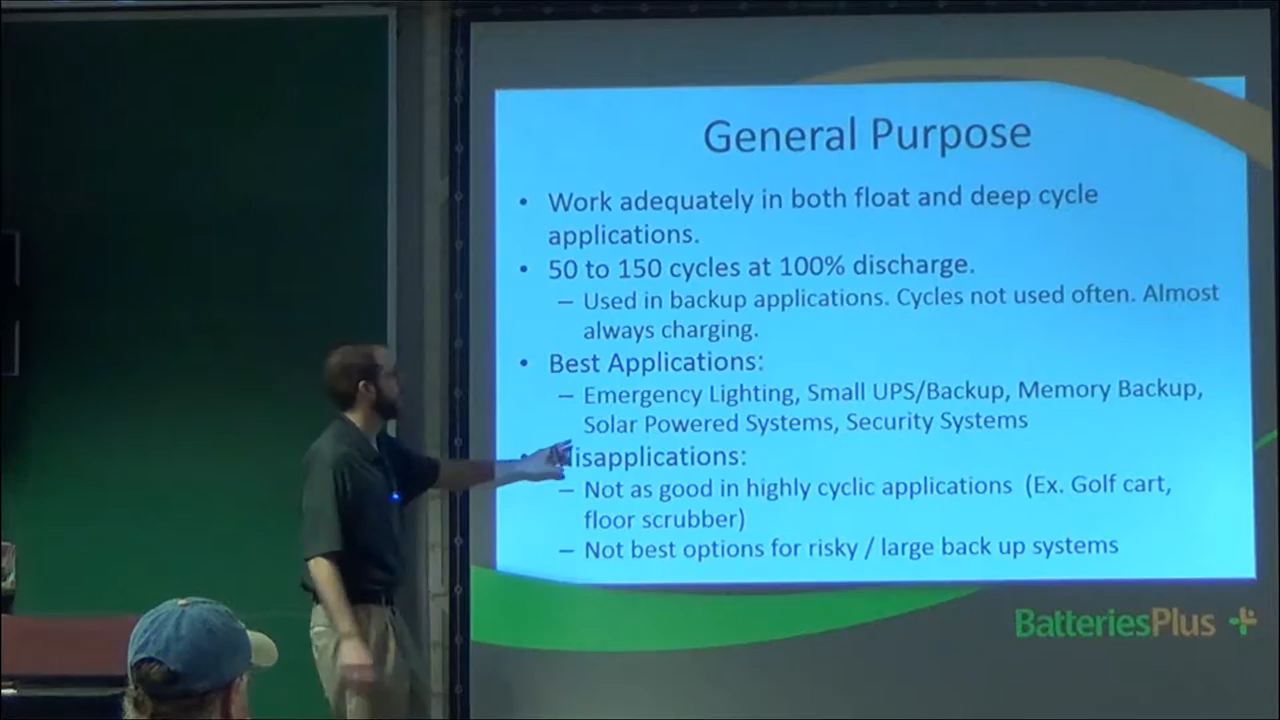 General Purpose
• Work adequately in both float and deep cycle
applications.
• 50 to 150 cycles at 100% discharge.
– Used in backup applications. Cycles not used often. Almost
always charging.
• Best Applications:
– Emergency Lighting, Small UPS/Backup, Memory Backup,
Solar Powered Systems, Security Systems
• Misapplications:
– Not as good in highly cyclic applications (Ex. Golf cart,
floor scrubber)
– Not best options for risky / large back up systems
BatteriesPlus